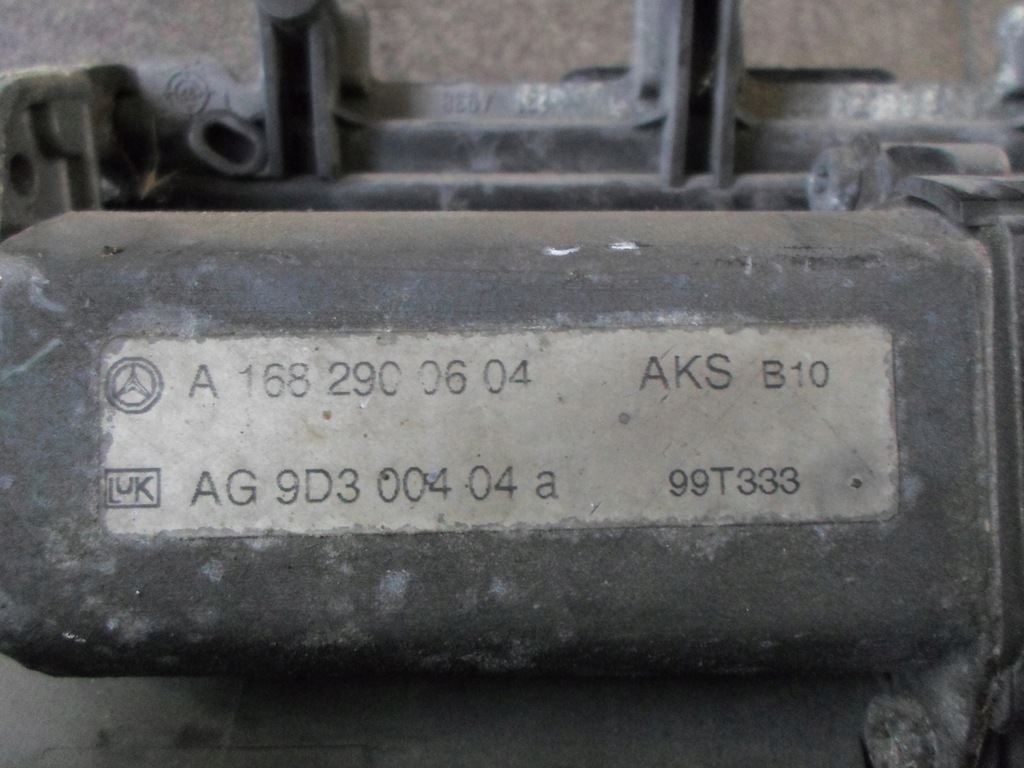 A 168 290 06 04 AKS B10
LUK AG 9D3 004 04 a 99T333